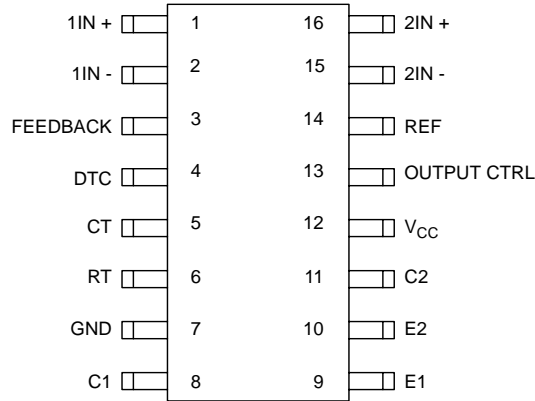 1IN + 1 16 2IN +
1IN - 2 15 2IN -
FEEDBACK 3 14 REF
DTC 4 13 OUTPUT CTRL
CT 5 12 VCC
RT 6 11 C2
GND 7 10 E2
C1 8 9 E1